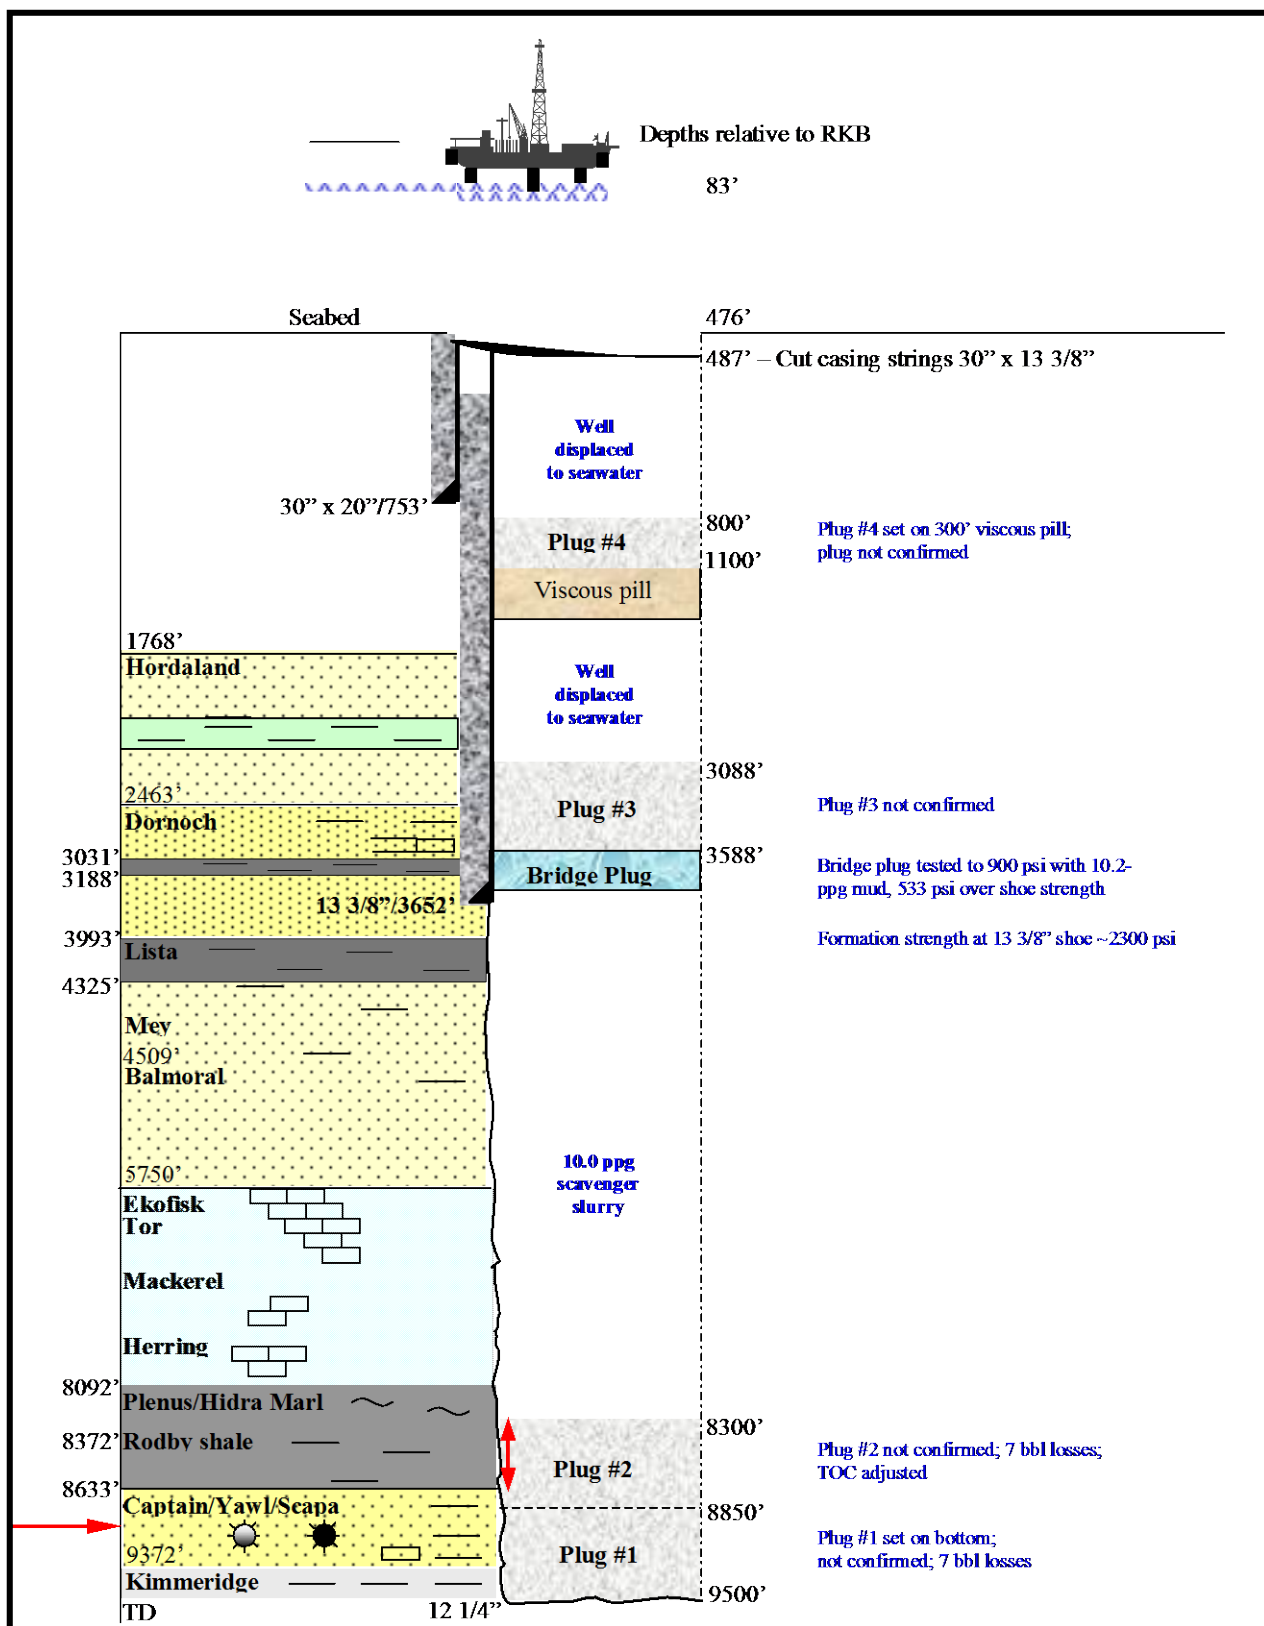 Depths relative to RKB
83’
Seabed
476’
487’ – Cut casing strings 30” x 13 3/8”
Well
displaced
to seawater
30” x 20”/753’
800’
Plug #4
1100’
Plug #4 set on 300’ viscous pill;
plug not confirmed
Viscous pill
1768’
Hordaland
Well
displaced
to seawater
2463’
Dornoch
3031’
3188’
3088’
Plug #3
Plug #3 not confirmed
3588’
Bridge Plug
Bridge plug tested to 900 psi with 10.2-
ppg mud, 533 psi over shoe strength
13 3/8”/3652’
3993’
Lista
4325’
Formation strength at 13 3/8” shoe ~2300 psi
Mey
4509’
Balmoral
5750’
10.0 ppg
scavenger
slurry
Ekofisk
Tor
Mackerel
Herring
8092’
Plenus/Hidra Marl
8372’
Rodby shale
8633’
8300’
Plug #2
Plug #2 not confirmed; 7 bbl losses;
TOC adjusted
Captain/Yawl/Scapa
9372’
8850’
Plug #1
Plug #1 set on bottom;
not confirmed; 7 bbl losses
Kimmeridge
9500’
TD
12 1/4”